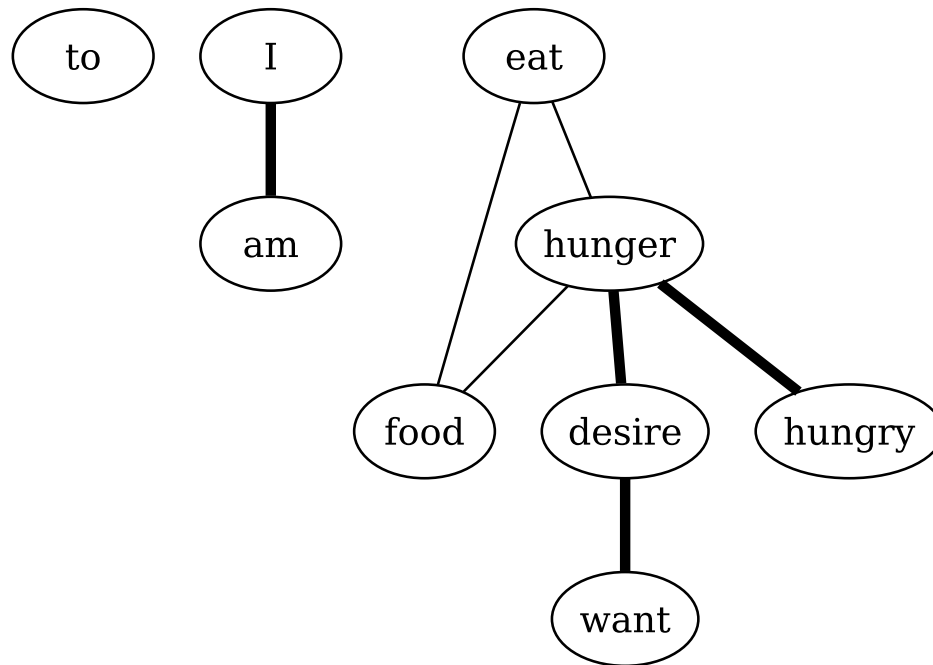 to
I
eat
am
hunger
food
desire
hungry
want